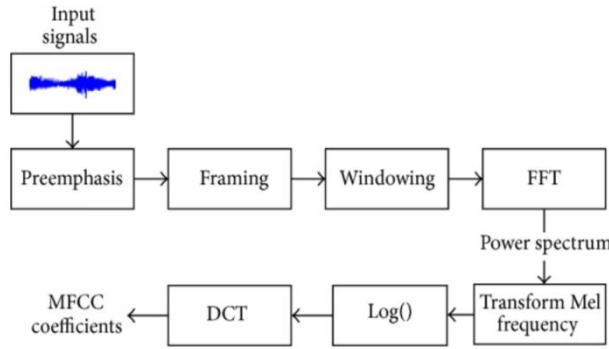 Input
signals
Preemphasis
Framing
Windowing
FFT
Power spectrum
Transform Mel
frequency
Log()
DCT
MFCC
coefficients